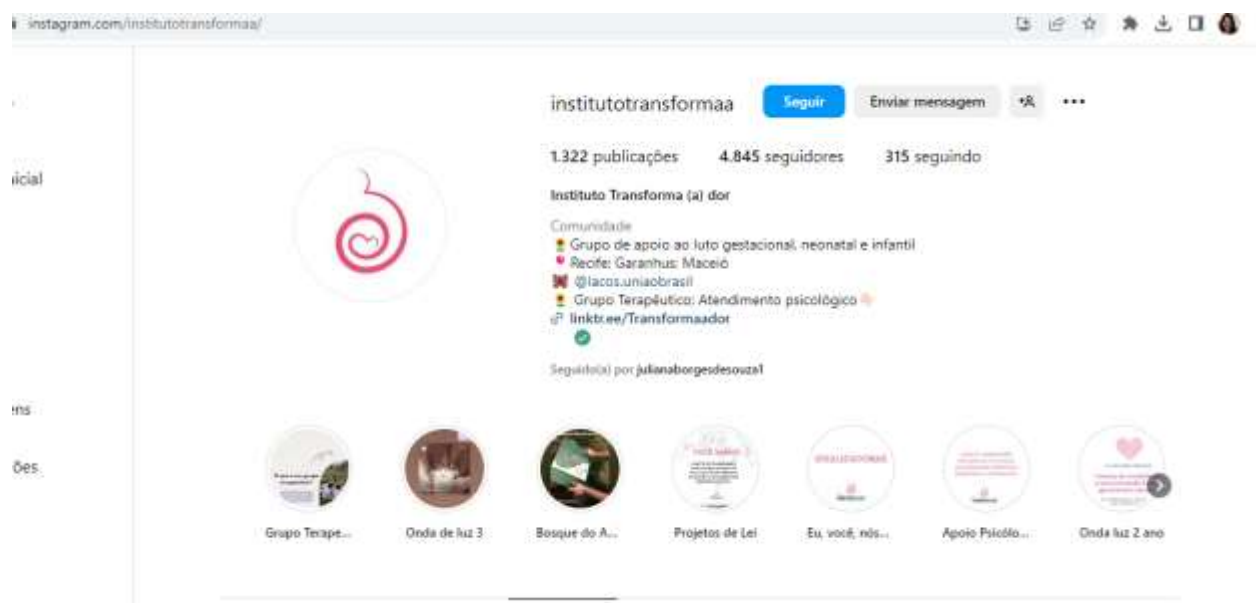 instagram.com/institutotransformaa/
institutotransformaa Seguir Enviar mensagem
1.322 publicações 4.845 seguidores 315 seguindo
icial
Instituto Transforma (a) dor
Comunidade
Grupo de apoio ao luto gestacional, neonatal e infantil
Recife: Garanhus: Maceió
@lacos.uniaobrasil
Grupo Terapêutico: Atendimento psicológico
linktr.ee/Transformaador
Seguido(a) por julianaborgesdesouza1
ens
ões
VOCÊ SABIA?
Grupo Terape... Onda de luz 3 Bosque do A... Projetos de Lei Eu, você, nós... Apoio Psicólo... Onda luz 2 ano